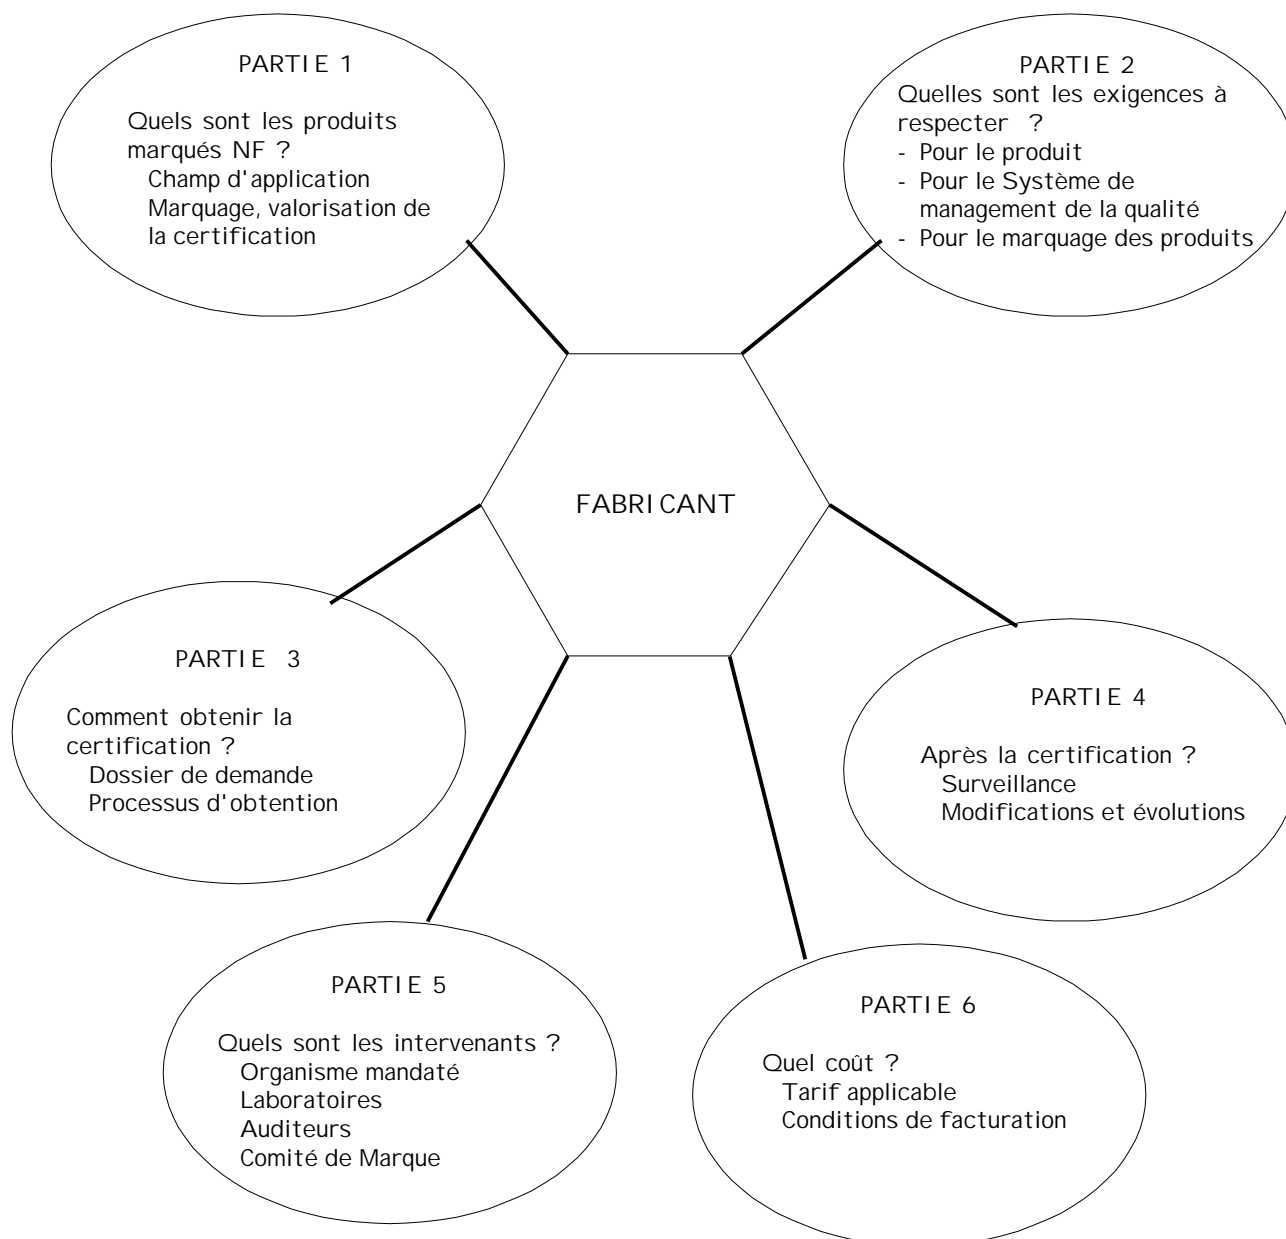 PARTIE 1
Quels sont les produits
marqués NF ?
Champ d'application
Marquage, valorisation de
la certification
PARTIE 2
Quelles sont les exigences à
respecter ?
- Pour le produit
- Pour le Système de
management de la qualité
- Pour le marquage des produits
FABRICANT
PARTIE 3
Comment obtenir la
certification ?
Dossier de demande
Processus d'obtention
PARTIE 4
Après la certification ?
Surveillance
Modifications et évolutions
PARTIE 5
Quels sont les intervenants ?
Organisme mandaté
Laboratoires
Auditeurs
Comité de Marque
PARTIE 6
Quel coût ?
Tarif applicable
Conditions de facturation